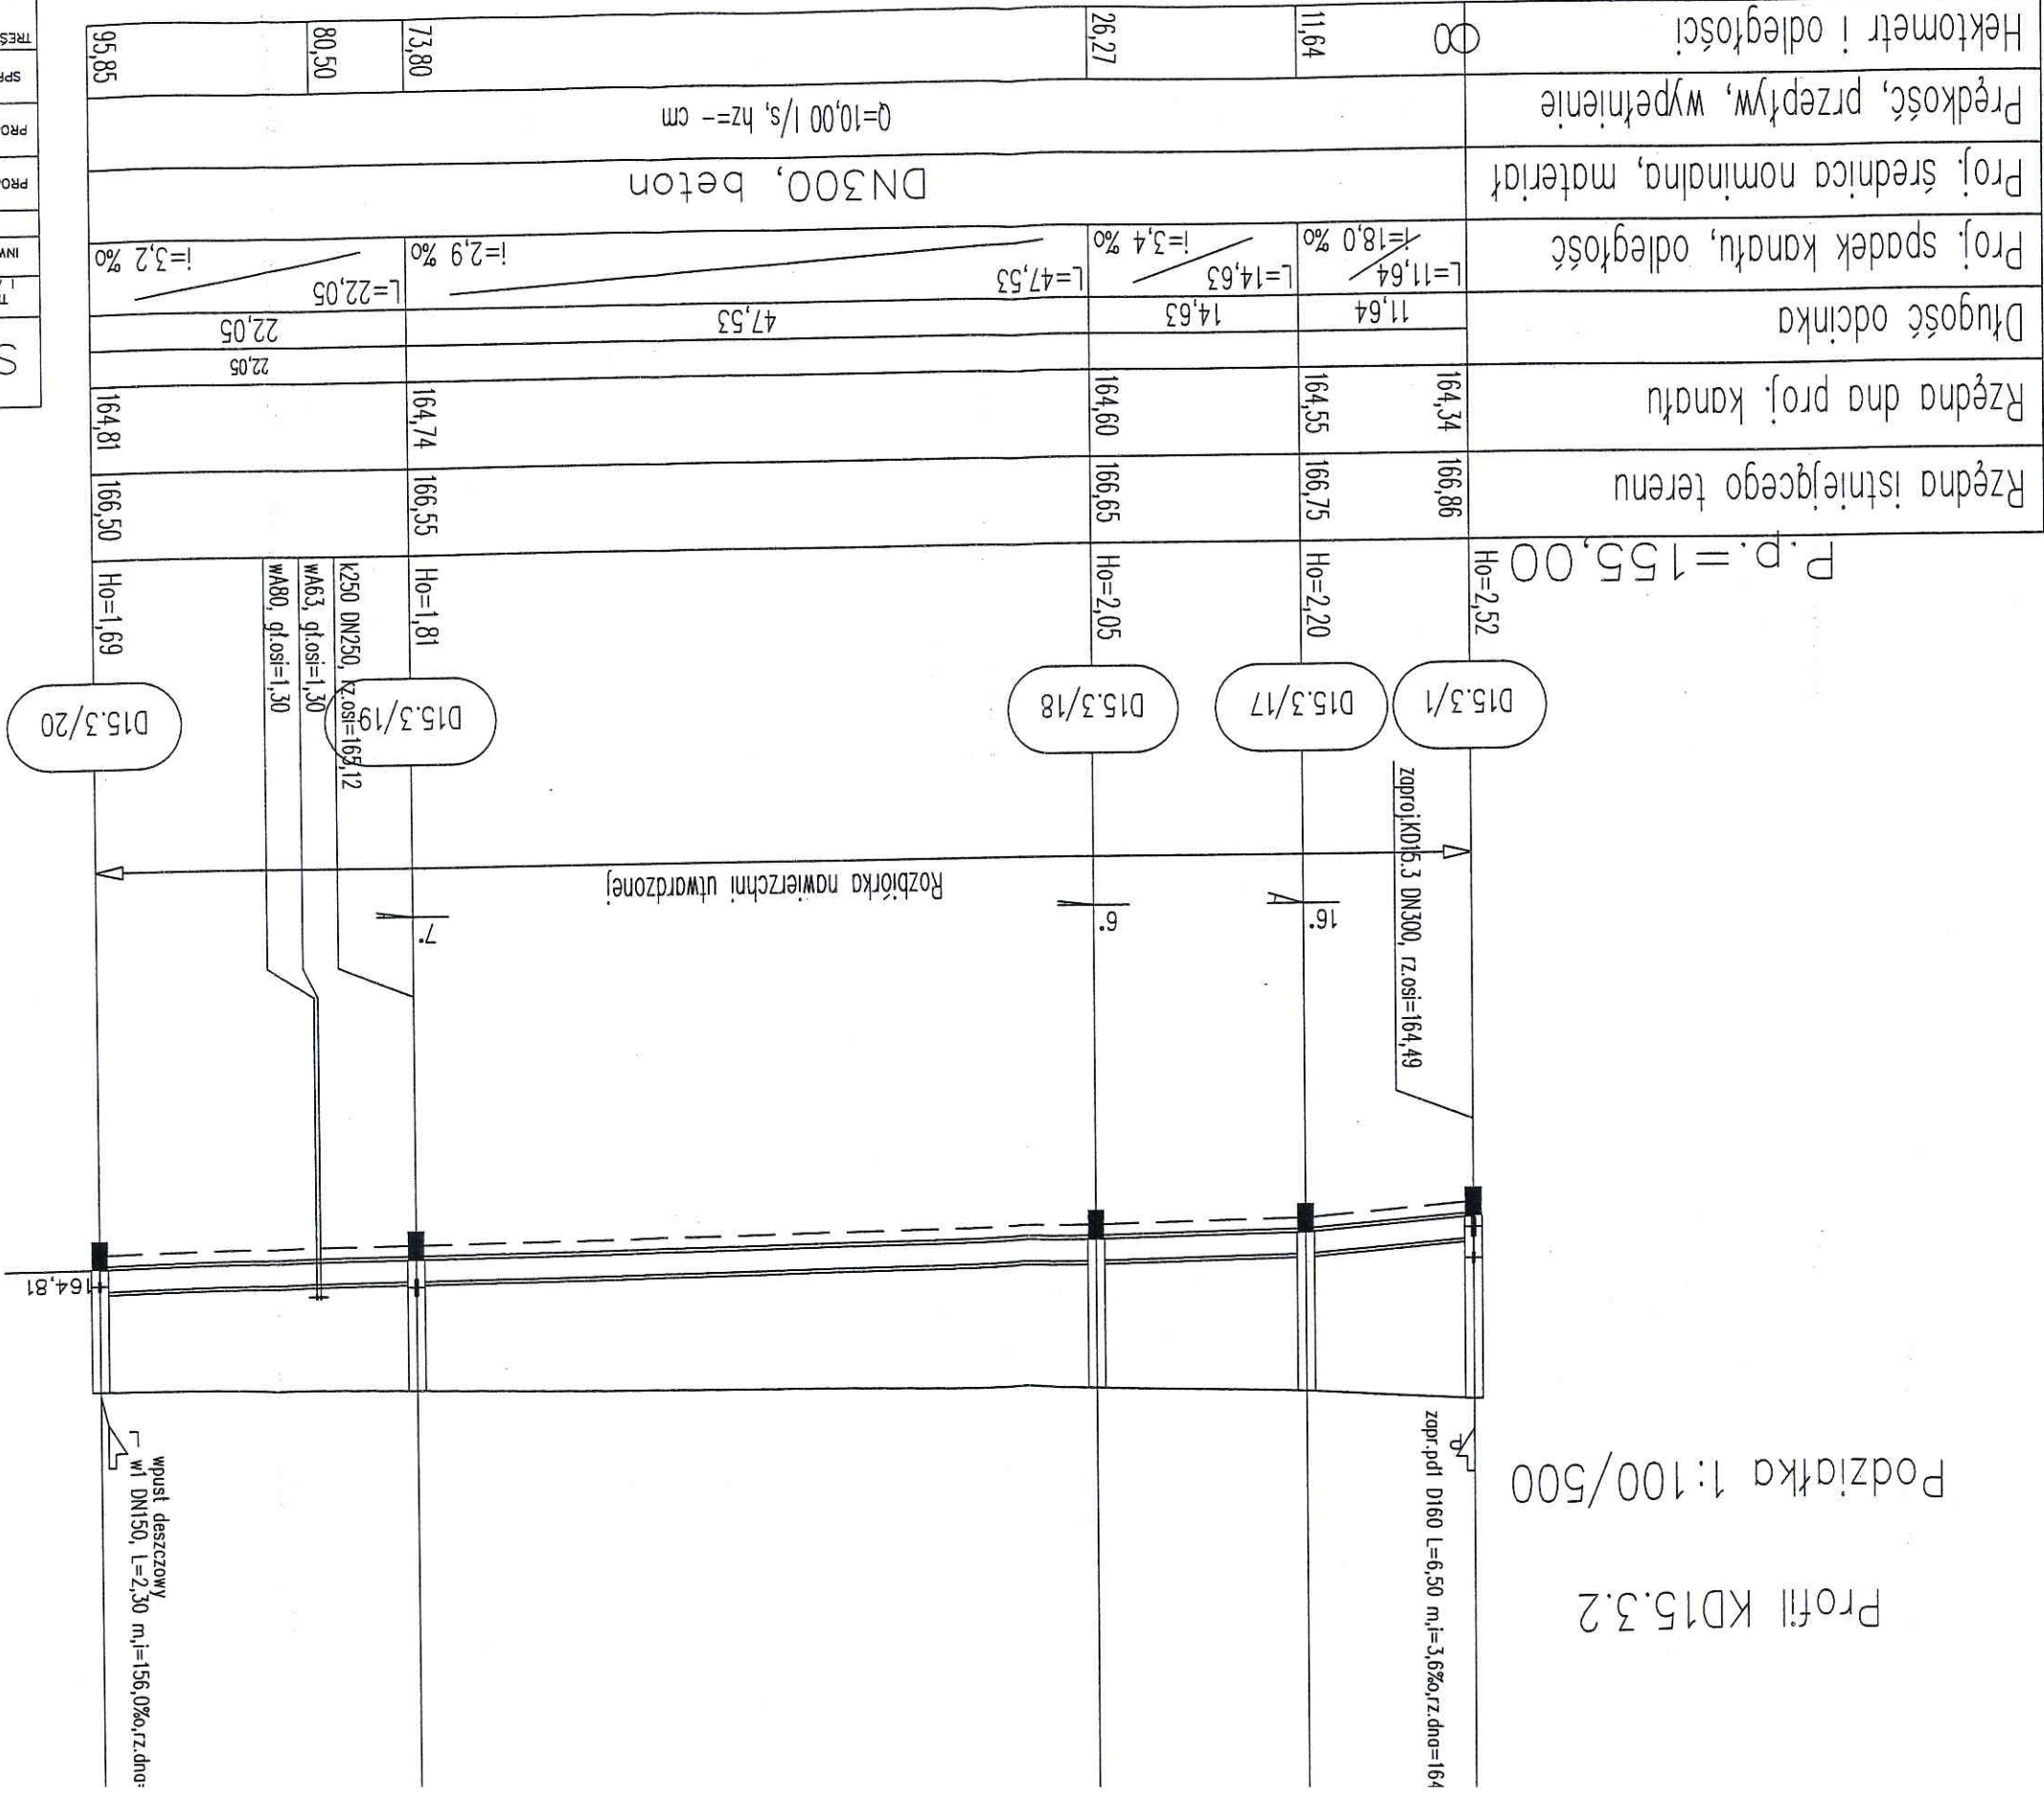 Profil KD15.3.2
Podziałka 1:100/500
zapr.pd1 D160 L=6,50 m,i=3,6%o,rz.dna=164
wpust deszczowy
w1 DN150, L=2,30 m,i=156,0%o,rz.dna=
164,81
zaproj.KD15.3 DN300, rz.osi=164,49
16°
6°
7°
Rozbiórka nawierzchni utwardzonej
D15.3/1
D15.3/17
D15.3/18
D15.3/19
D15.3/20
k250 DN250, rz.osi=165,12
wA63, gł.osi=1,30
wA80, gł.osi=1,30
P.p.=155,00
Ho=2,52
Ho=2,20
Ho=2,05
Ho=1,81
Ho=1,69
Rzędna istniejącego terenu
166,86
166,75
166,65
166,55
166,50
Rzędna dna proj. kanału
164,34
164,55
164,60
164,74
164,81
Długość odcinka
22,05
11,64
14,63
47,53
22,05
Proj. spadek kanału, odległość
L=11,64
i=18,0 ‰
L=14,63
i=3,4 ‰
L=47,53
i=2,9 ‰
L=22,05
i=3,2 ‰
Proj. średnica nominalna, materiał
DN300, beton
Prędkość, przepływ, wypełnienie
Q=10,00 l/s, hz=- cm
Hektometr i odległości
11,64
26,27
73,80
80,50
95,85
S
INW
PRO
PRO
SPR
TREŚ